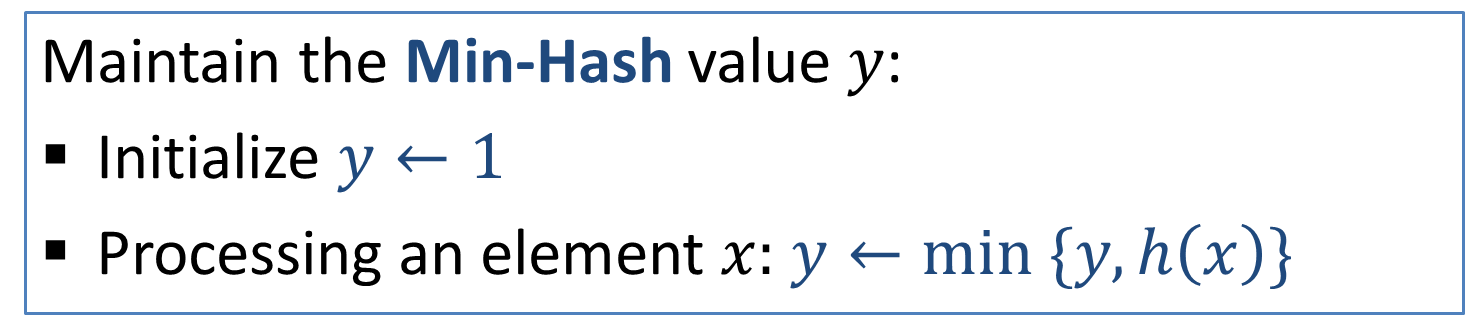 Maintain the Min-Hash value y:
▪ Initialize y ← 1
▪ Processing an element x: y ← min {y, h(x)}